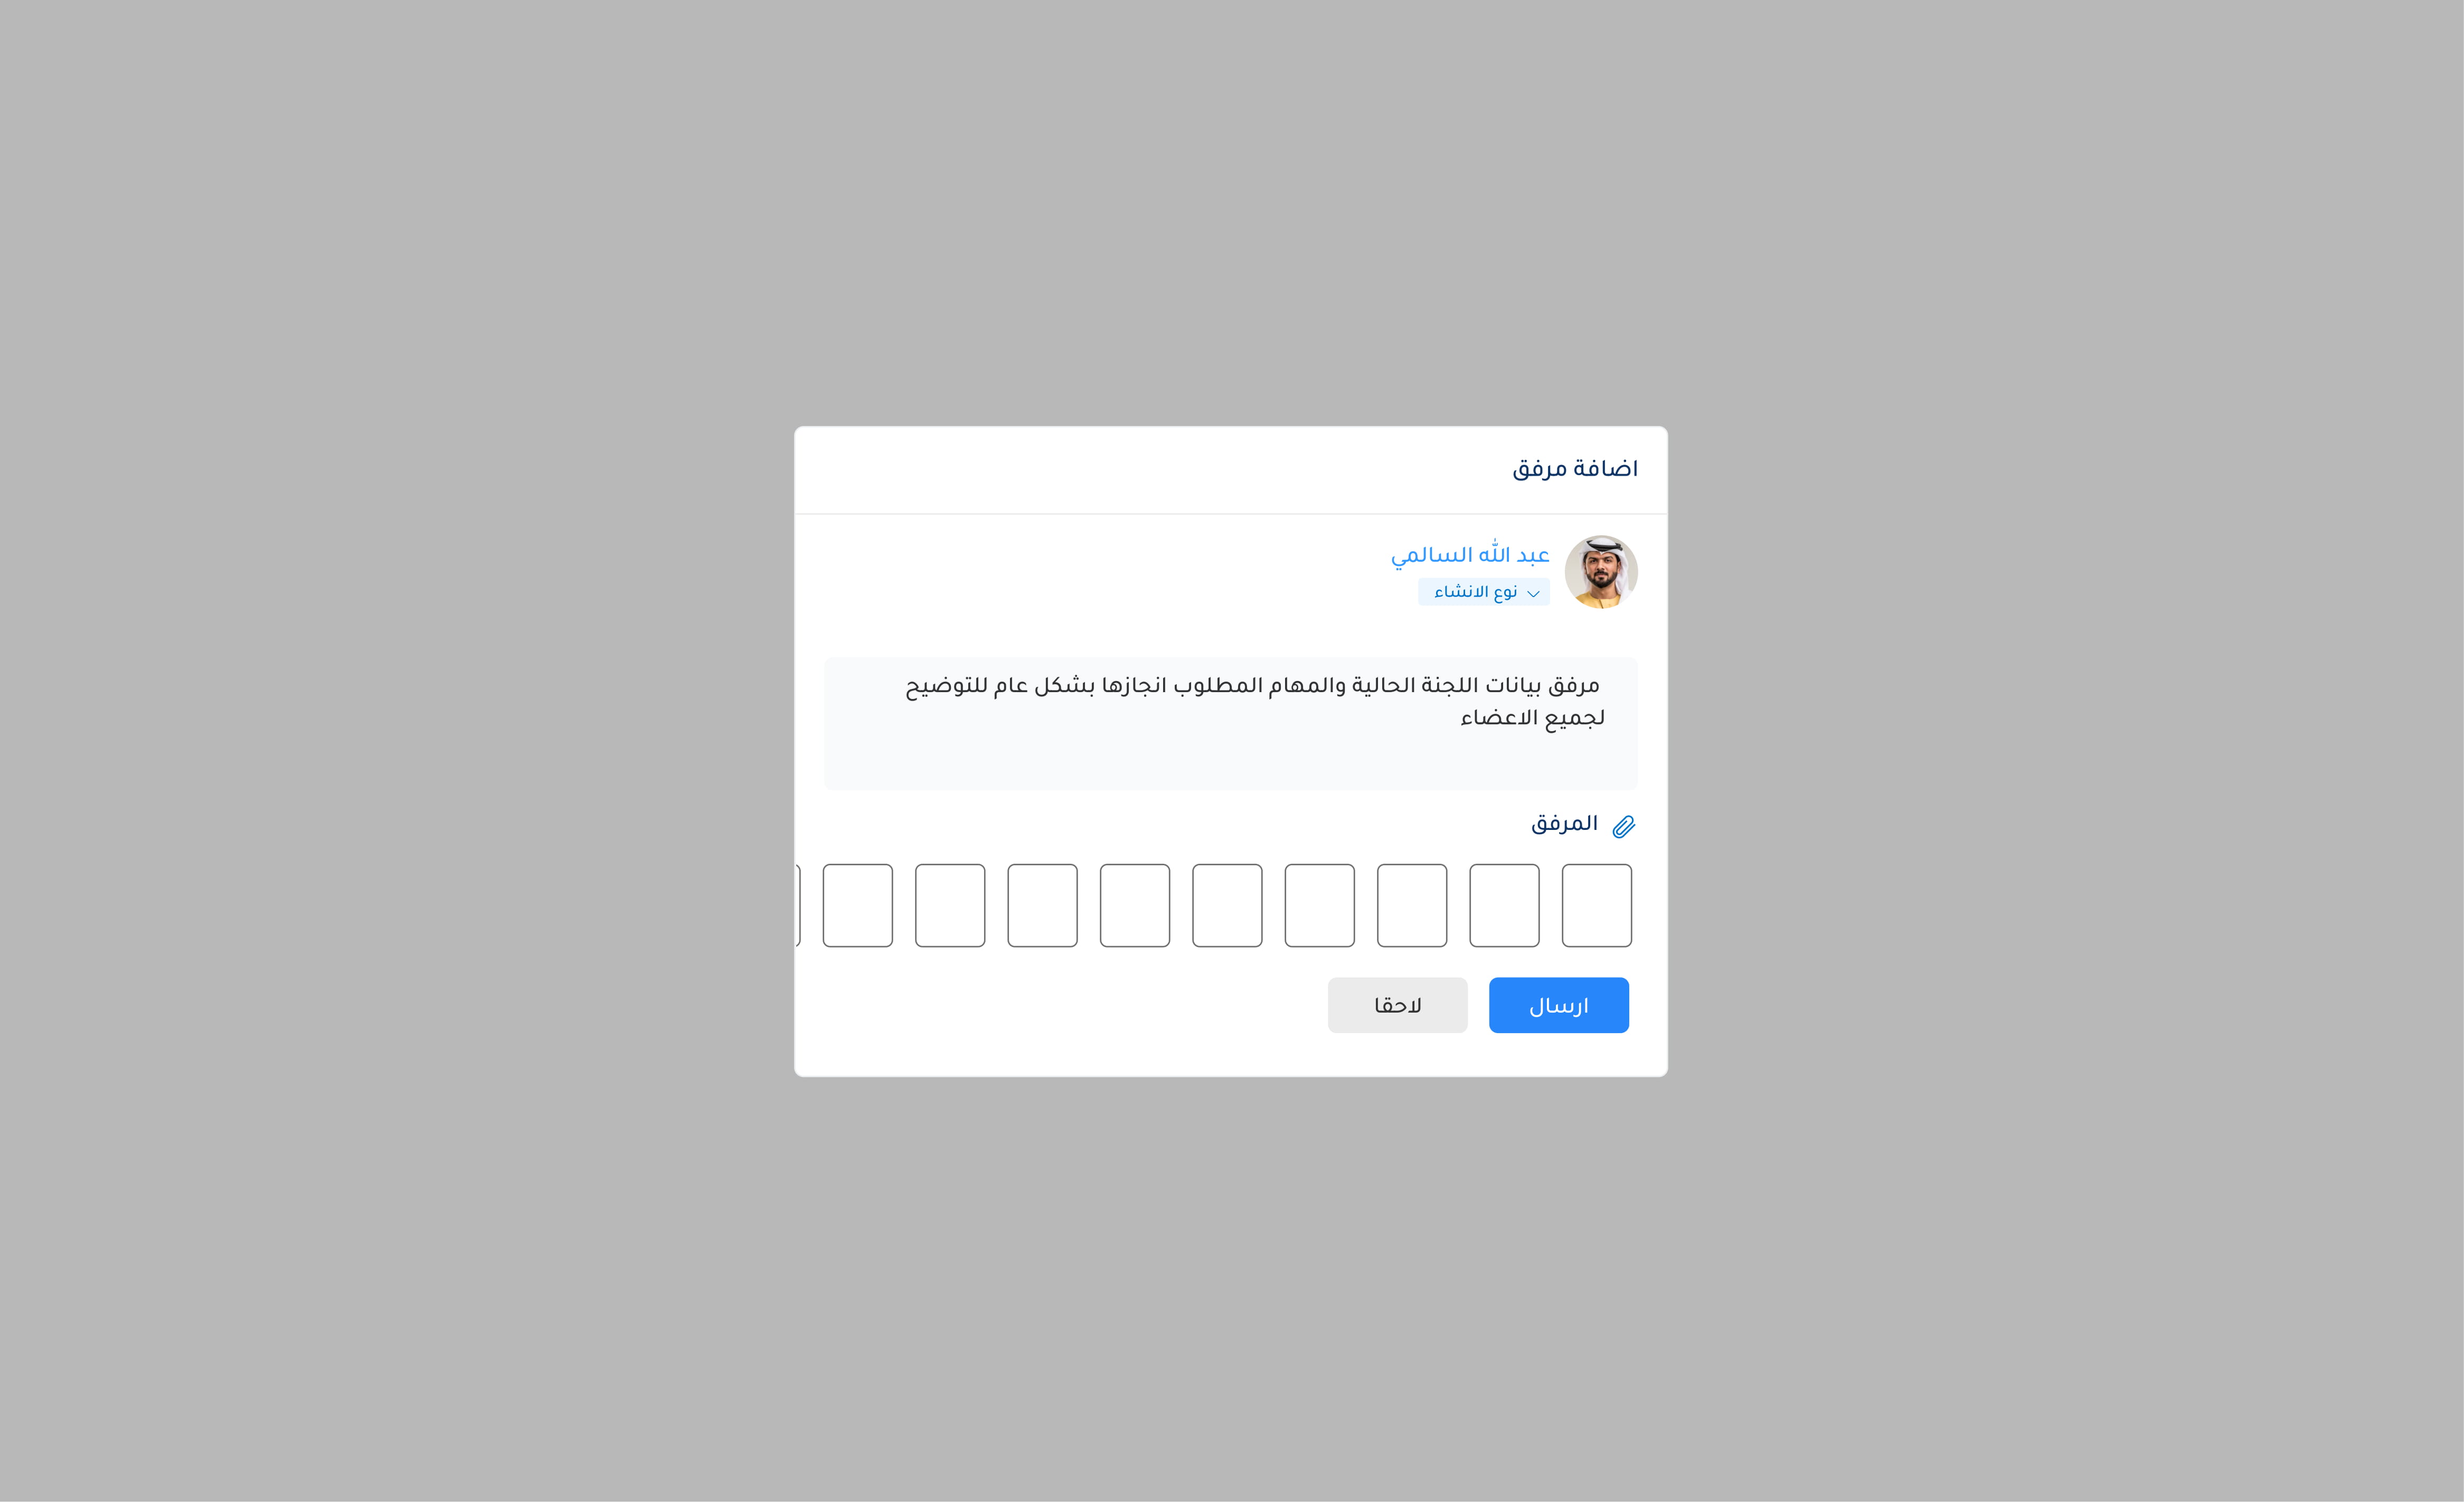 اضافة مرفق
عبد الله السالمي
نوع الانشاء
مرفق بيانات اللجنة الحالية والمهام المطلوب انجازها بشكل عام للتوضيح
لجميع الاعضاء
المرفق
ارسال
لاحقا